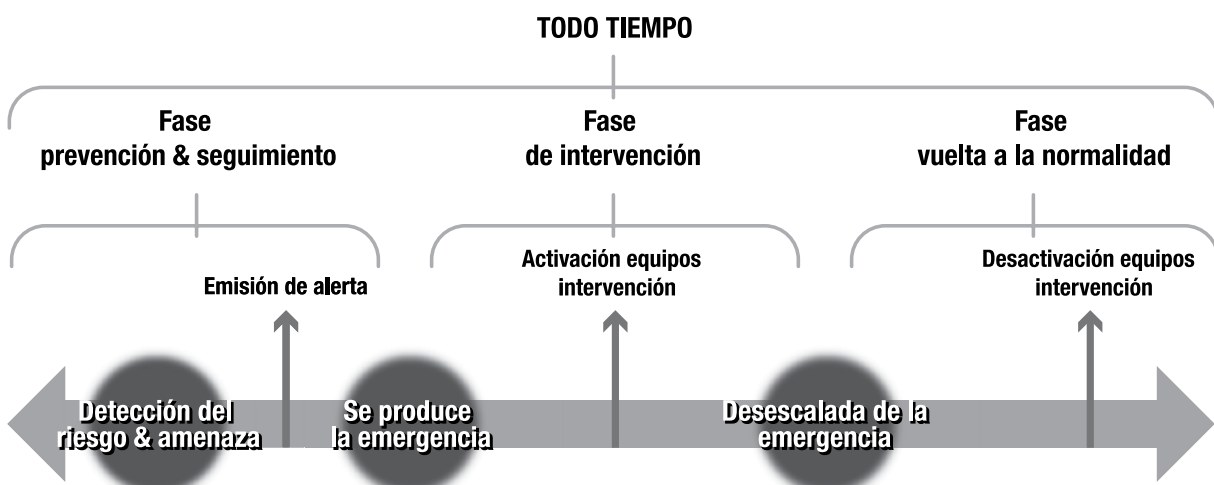 TODO TIEMPO
Fase
prevención & seguimiento
Fase
de intervención
Fase
vuelta a la normalidad
Emisión de alerta
Activación equipos
intervención
Desactivación equipos
intervención
Detección del
riesgo & amenaza
Se produce
la emergencia
Desescalada de la
emergencia